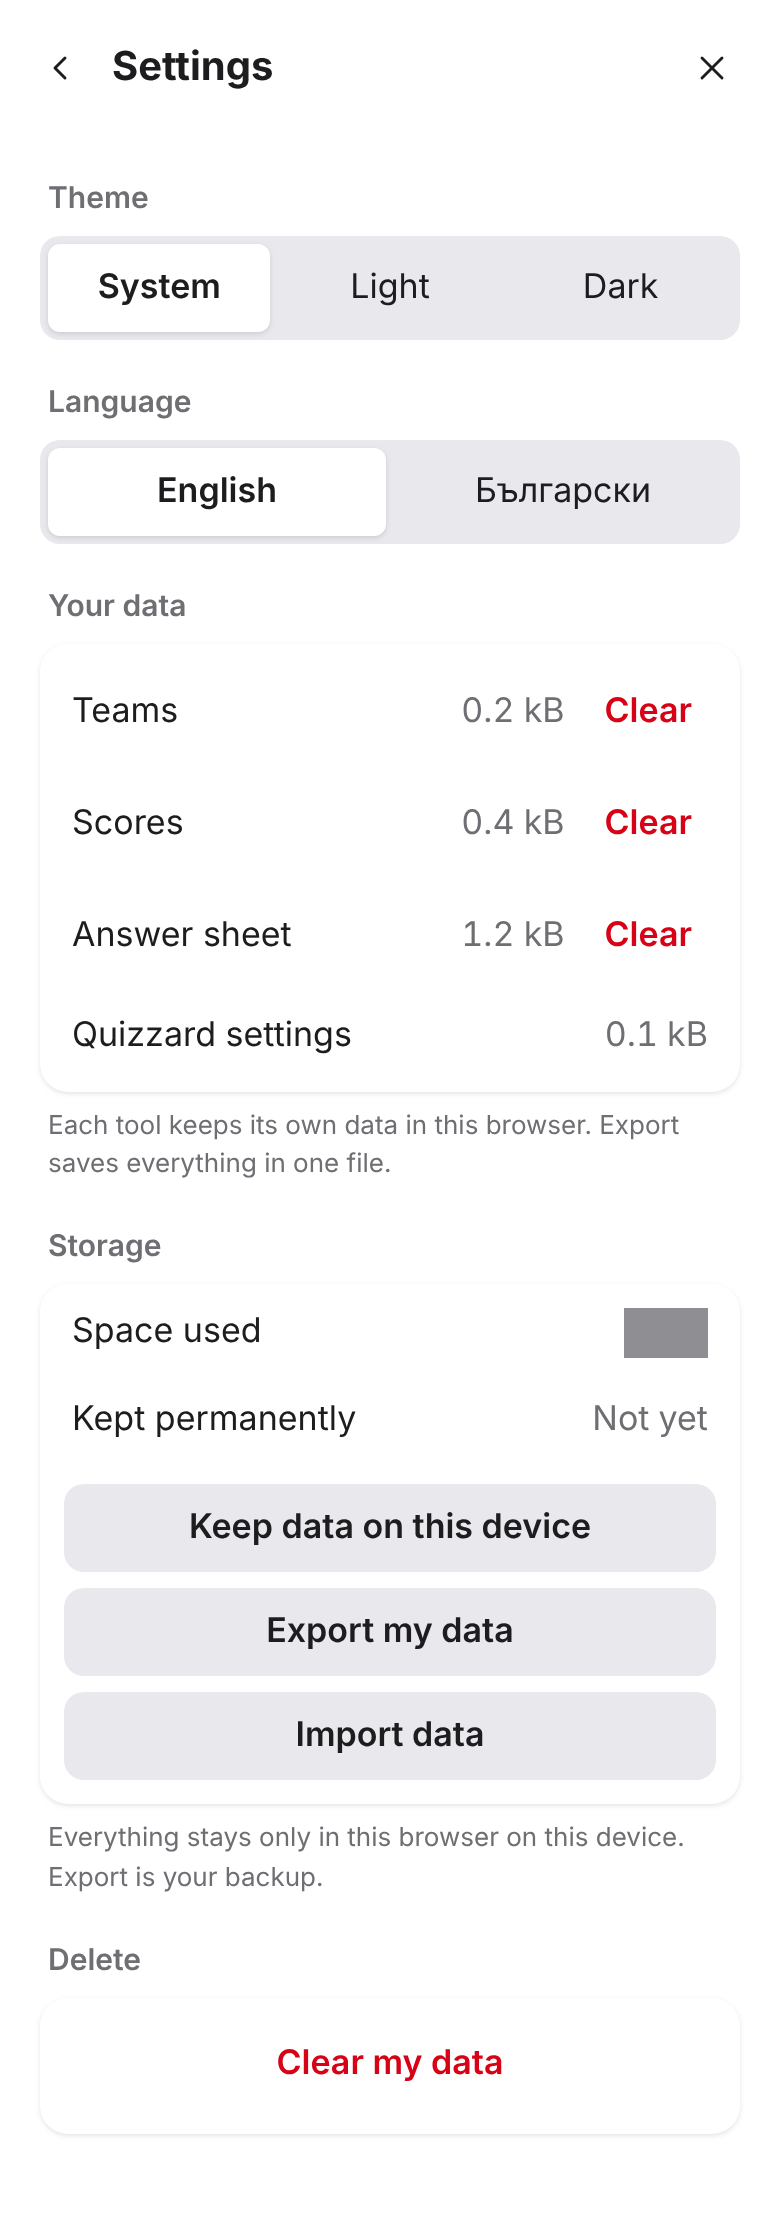 Settings
Theme
System Light Dark
Language
English Български
Your data
Teams 0.2 kB Clear
Scores 0.4 kB Clear
Answer sheet 1.2 kB Clear
Quizzard settings 0.1 kB
Each tool keeps its own data in this browser. Export
saves everything in one file.
Storage
Space used
Kept permanently Not yet
Keep data on this device
Export my data
Import data
Everything stays only in this browser on this device.
Export is your backup.
Delete
Clear my data